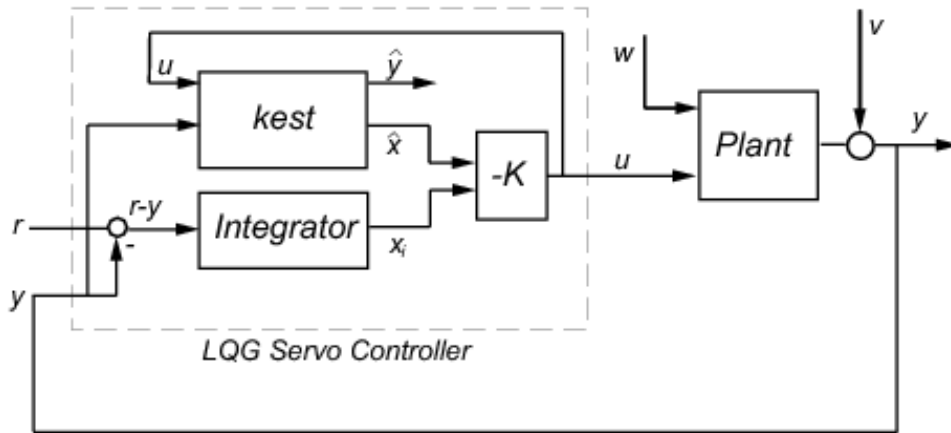 v
u
ŷ
w
kest
x̂
Plant
y
-K
u
r-y
r
-
Integrator
xᵢ
y
LQG Servo Controller